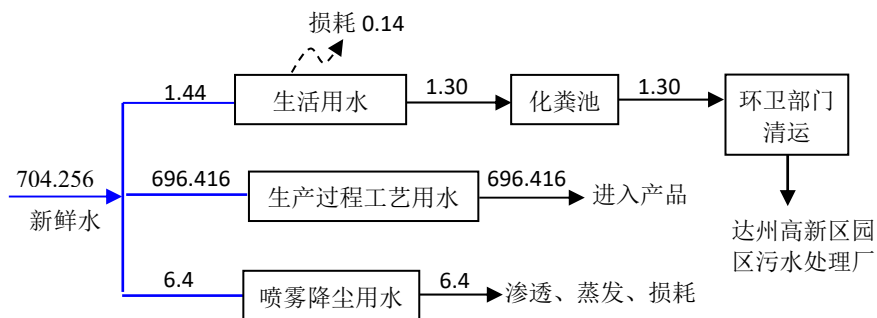 损耗 0.14
1.44
生活用水
1.30
化粪池
1.30
环卫部门
清运
704.256
新鲜水
696.416
生产过程工艺用水
696.416
进入产品
达州高新区园
区污水处理厂
6.4
喷雾降尘用水
6.4
渗透、蒸发、损耗